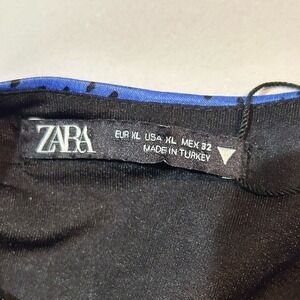 ZARA
EUR XL USA XL MEX 32
MADE IN TURKEY